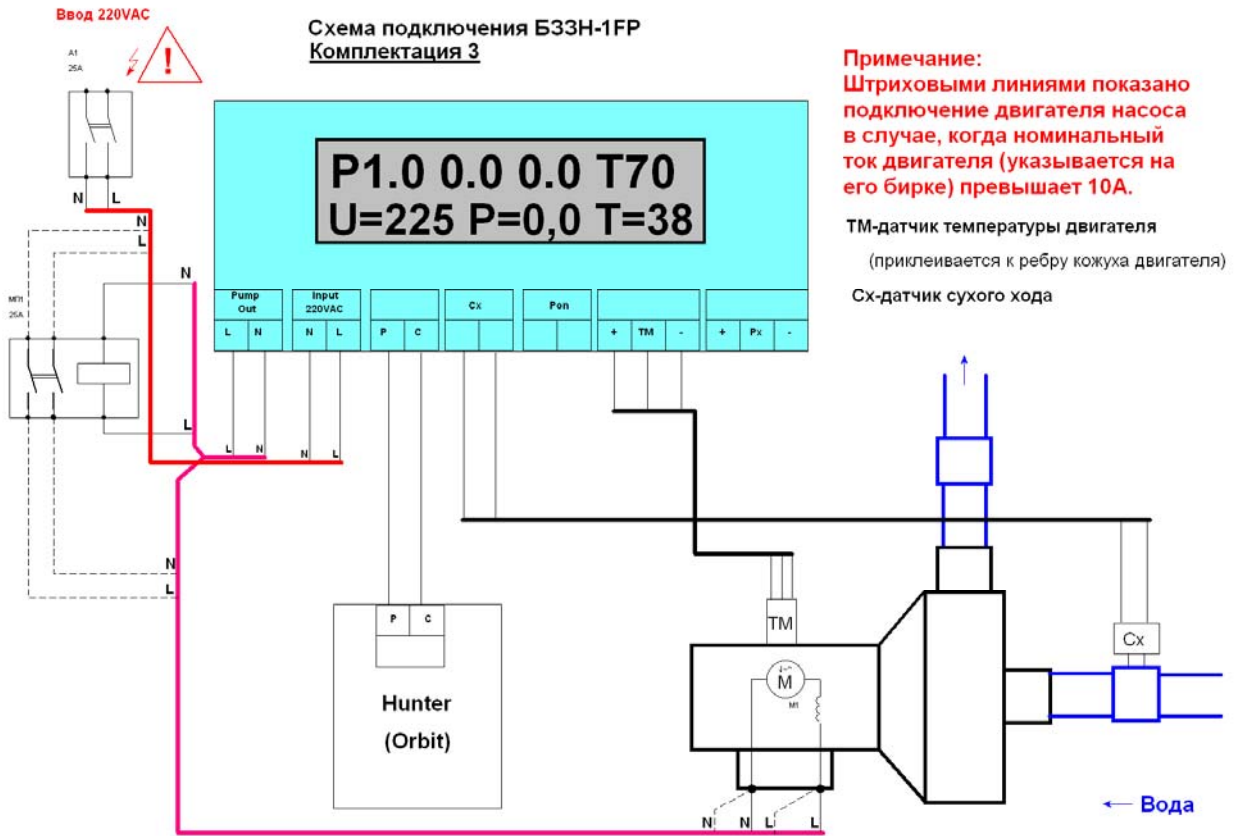 Ввод 220VAC
Схема подключения БЗЗН-1FP
Комплектация 3
A1
25A
!
Примечание:
Штриховыми линиями показано
подключение двигателя насоса
в случае, когда номинальный
ток двигателя (указывается на
его бирке) превышает 10А.
P1.0 0.0 0.0 T70
U=225 P=0,0 T=38
ТМ-датчик температуры двигателя
(приклеивается к ребру кожуха двигателя)
Сх-датчик сухого хода
N L
N
L
N
МП1
25A
Pump Input Cx Pon
Out 220VAC
L N N L P C + TM - + Px -
L
L N N L
N
L
P C
Hunter
(Orbit)
TM
M
M1
Cx
← Вода
N N L L